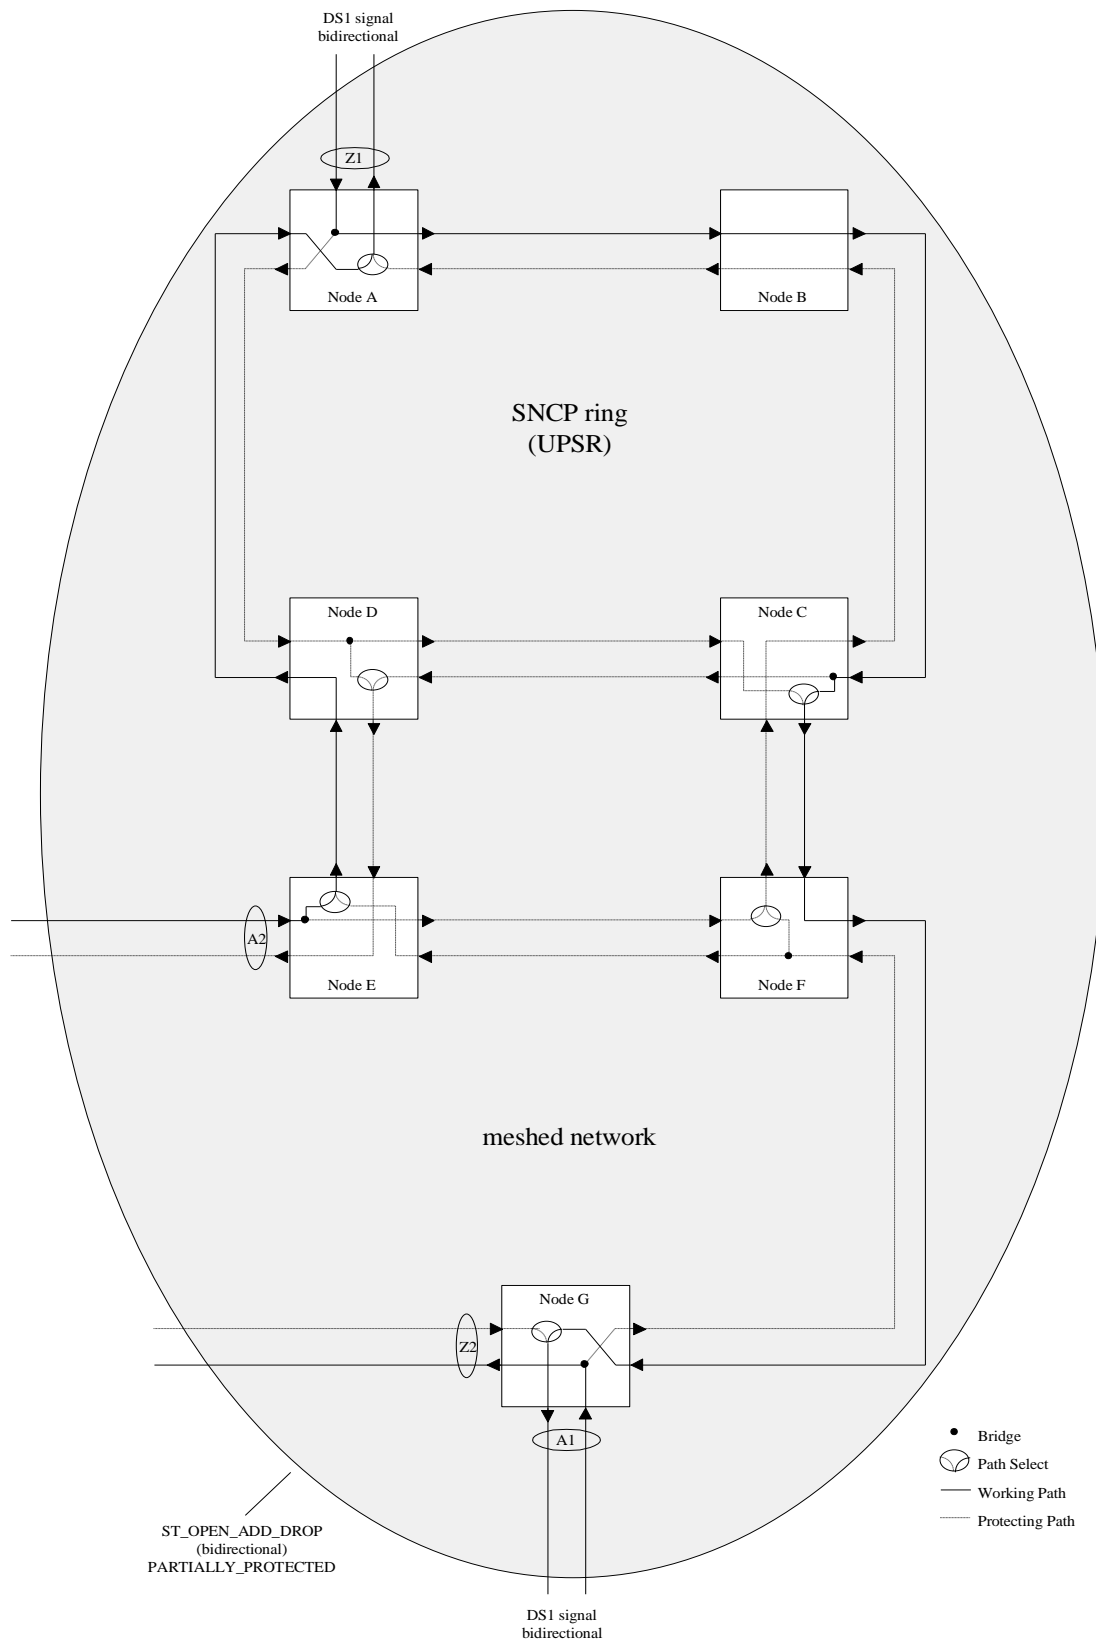 DS1 signal
bidirectional
Z1
Node A
Node B
SNCP ring
(UPSR)
Node D
Node C
A2
Node E
Node F
meshed network
Node G
Z2
A1
Bridge
Path Select
Working Path
Protecting Path
ST_OPEN_ADD_DROP
(bidirectional)
PARTIALLY_PROTECTED
DS1 signal
bidirectional